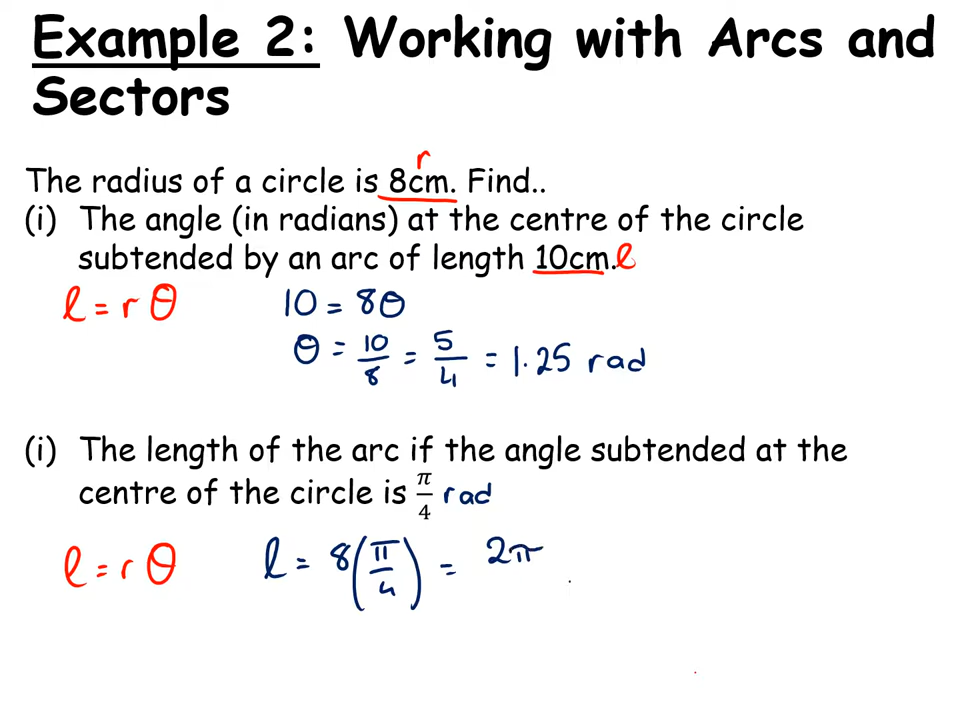 Example 2: Working with Arcs and
Sectors
r
The radius of a circle is 8cm. Find..
(i) The angle (in radians) at the centre of the circle
subtended by an arc of length 10cm. l
l = r θ
10 = 8θ
θ = 10/8 = 5/4 = 1.25 rad
(i) The length of the arc if the angle subtended at the
centre of the circle is π/4 rad
l = r θ
l = 8(π/4) = 2π